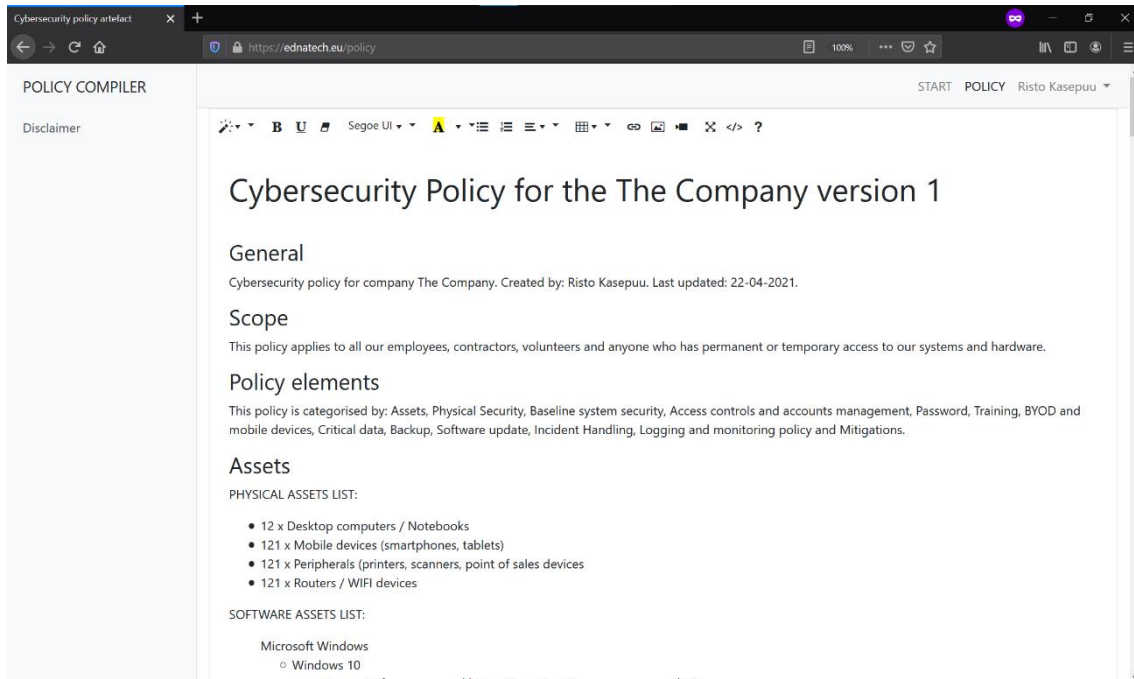 Cybersecurity policy artefact
https://ednatech.eu/policy
100%
POLICY COMPILER
START POLICY Risto Kasepuu
Disclaimer
B U Segoe UI A </> ?
Cybersecurity Policy for the The Company version 1
General
Cybersecurity policy for company The Company. Created by: Risto Kasepuu. Last updated: 22-04-2021.
Scope
This policy applies to all our employees, contractors, volunteers and anyone who has permanent or temporary access to our systems and hardware.
Policy elements
This policy is categorised by: Assets, Physical Security, Baseline system security, Access controls and accounts management, Password, Training, BYOD and
mobile devices, Critical data, Backup, Software update, Incident Handling, Logging and monitoring policy and Mitigations.
Assets
PHYSICAL ASSETS LIST:
12 x Desktop computers / Notebooks
121 x Mobile devices (smartphones, tablets)
121 x Peripherals (printers, scanners, point of sales devices
121 x Routers / WIFI devices
SOFTWARE ASSETS LIST:
Microsoft Windows
Windows 10